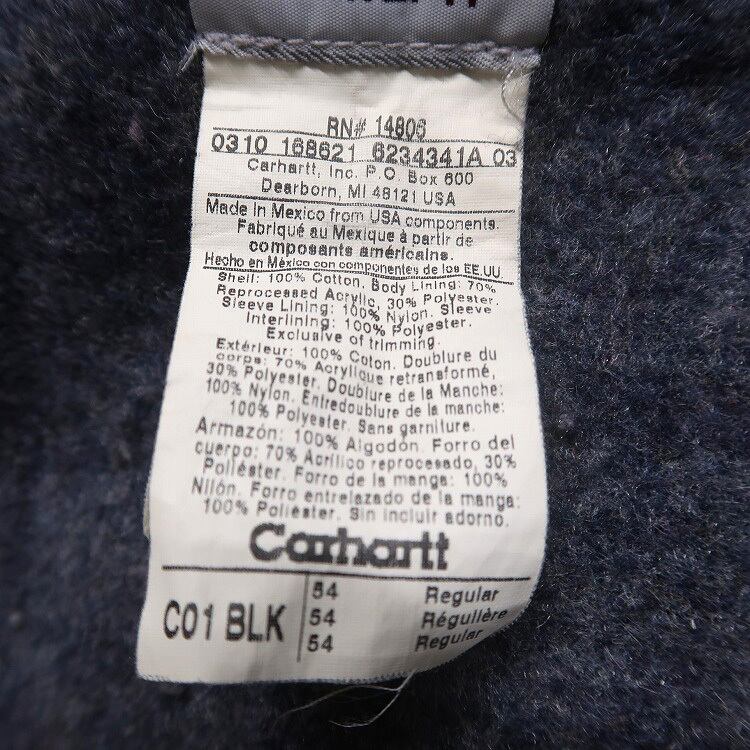 RN# 14806
0310 168621 6234341A 03
Carhartt, Inc. P.O. Box 600
Dearborn, MI 48121 USA
Made In Mexico from USA components.
Fabriqué au Mexique à partir de
composants américains.
Hecho en México con componentes de los EE.UU.
Shell: 100% Cotton. Body Lining: 70%
Reprocessed Acrylic, 30% Polyester.
Sleeve Lining: 100% Nylon. Sleeve
Interlining: 100% Polyester.
Exclusive of trimming.
Extérieur: 100% Coton. Doublure du
corps: 70% Acrylique retransformé,
30% Polyester. Doublure de la Manche:
100% Nylon. Entredoublure de la manche:
100% Polyester. Sans garniture.
Armazón: 100% Algodón. Forro del
cuerpo: 70% Acrílico reprocesado, 30%
Poliéster. Forro de la manga: 100%
Nilón. Forro entrelazado de la manga:
100% Poliéster. Sin incluir adorno.
Carhartt
C01 BLK
54 Regular
54 Régulière
54 Regular